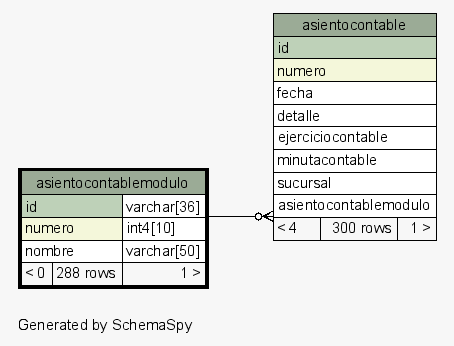 asientocontable
id
numero
fecha
detalle
ejerciciocontable
minutacontable
sucursal
asientocontablemodulo
< 4 300 rows 1 >
asientocontablemodulo
id varchar[36]
numero int4[10]
nombre varchar[50]
< 0 288 rows 1 >
Generated by SchemaSpy